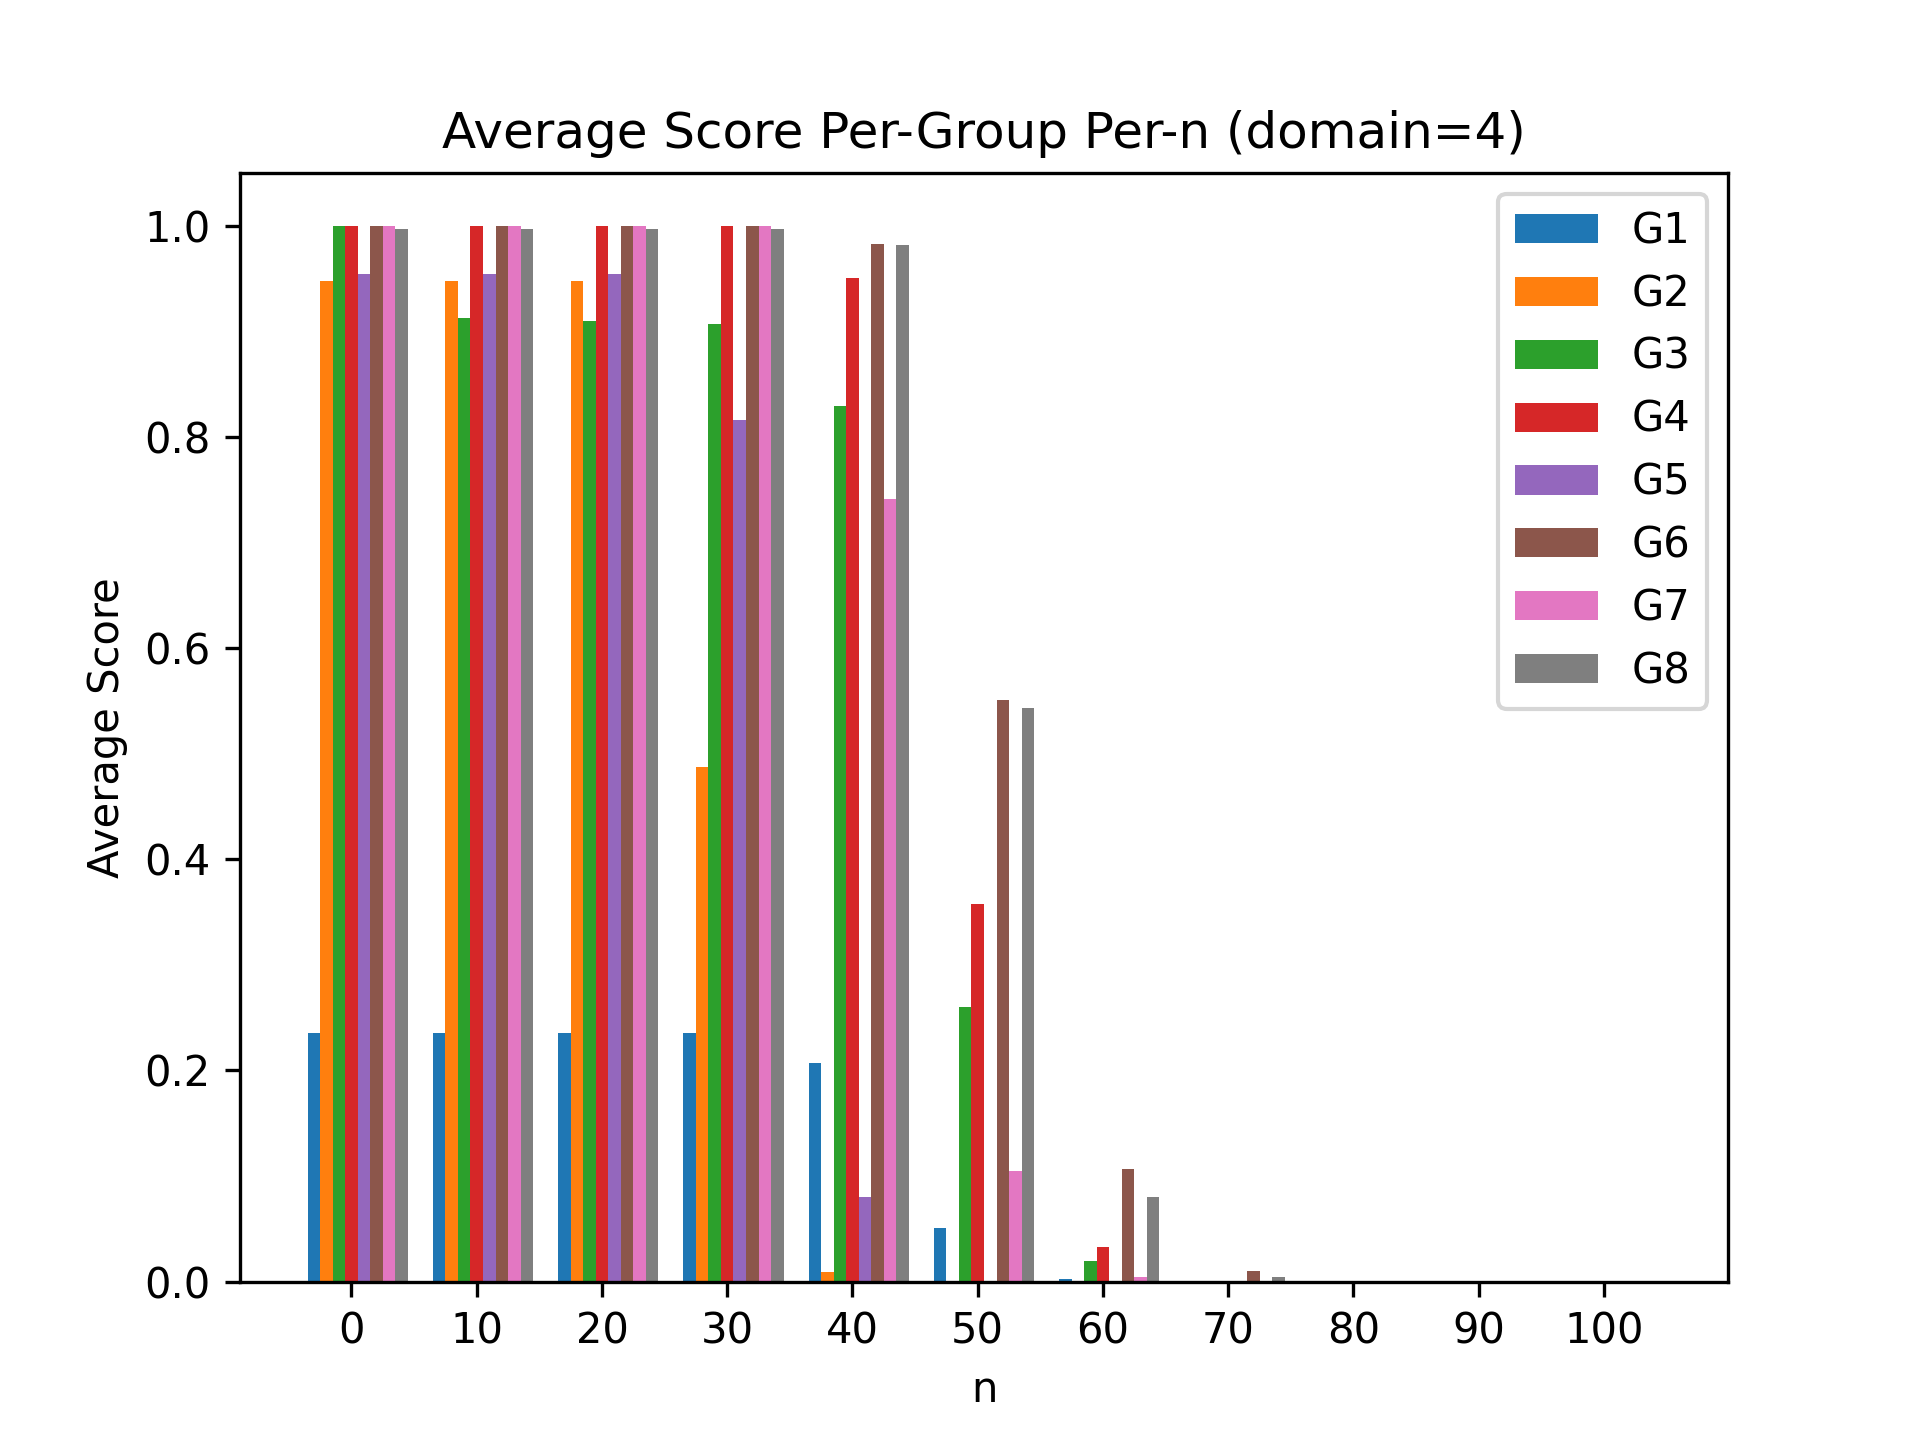 Average Score Per-Group Per-n (domain=4)
Average Score
1.0
0.8
0.6
0.4
0.2
0.0
G1
G2
G3
G4
G5
G6
G7
G8
0 10 20 30 40 50 60 70 80 90 100
n